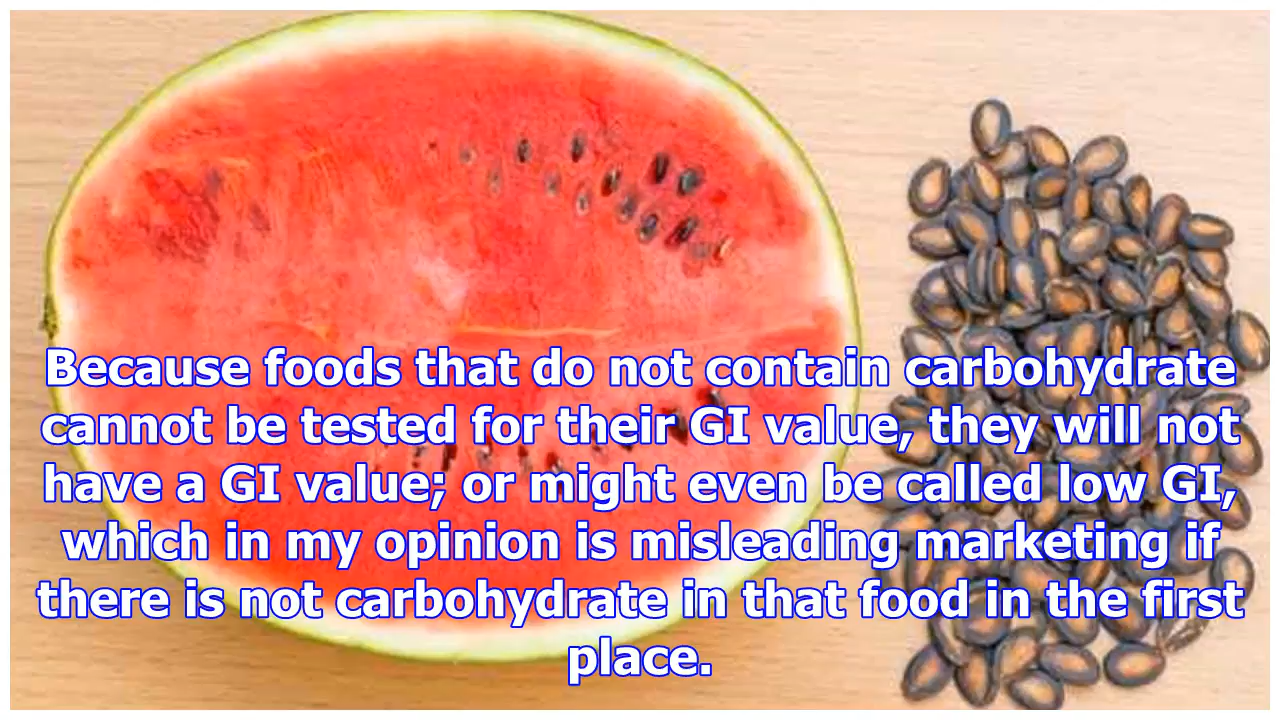 Because foods that do not contain carbohydrate
cannot be tested for their GI value, they will not
have a GI value; or might even be called low GI,
which in my opinion is misleading marketing if
there is not carbohydrate in that food in the first
place.